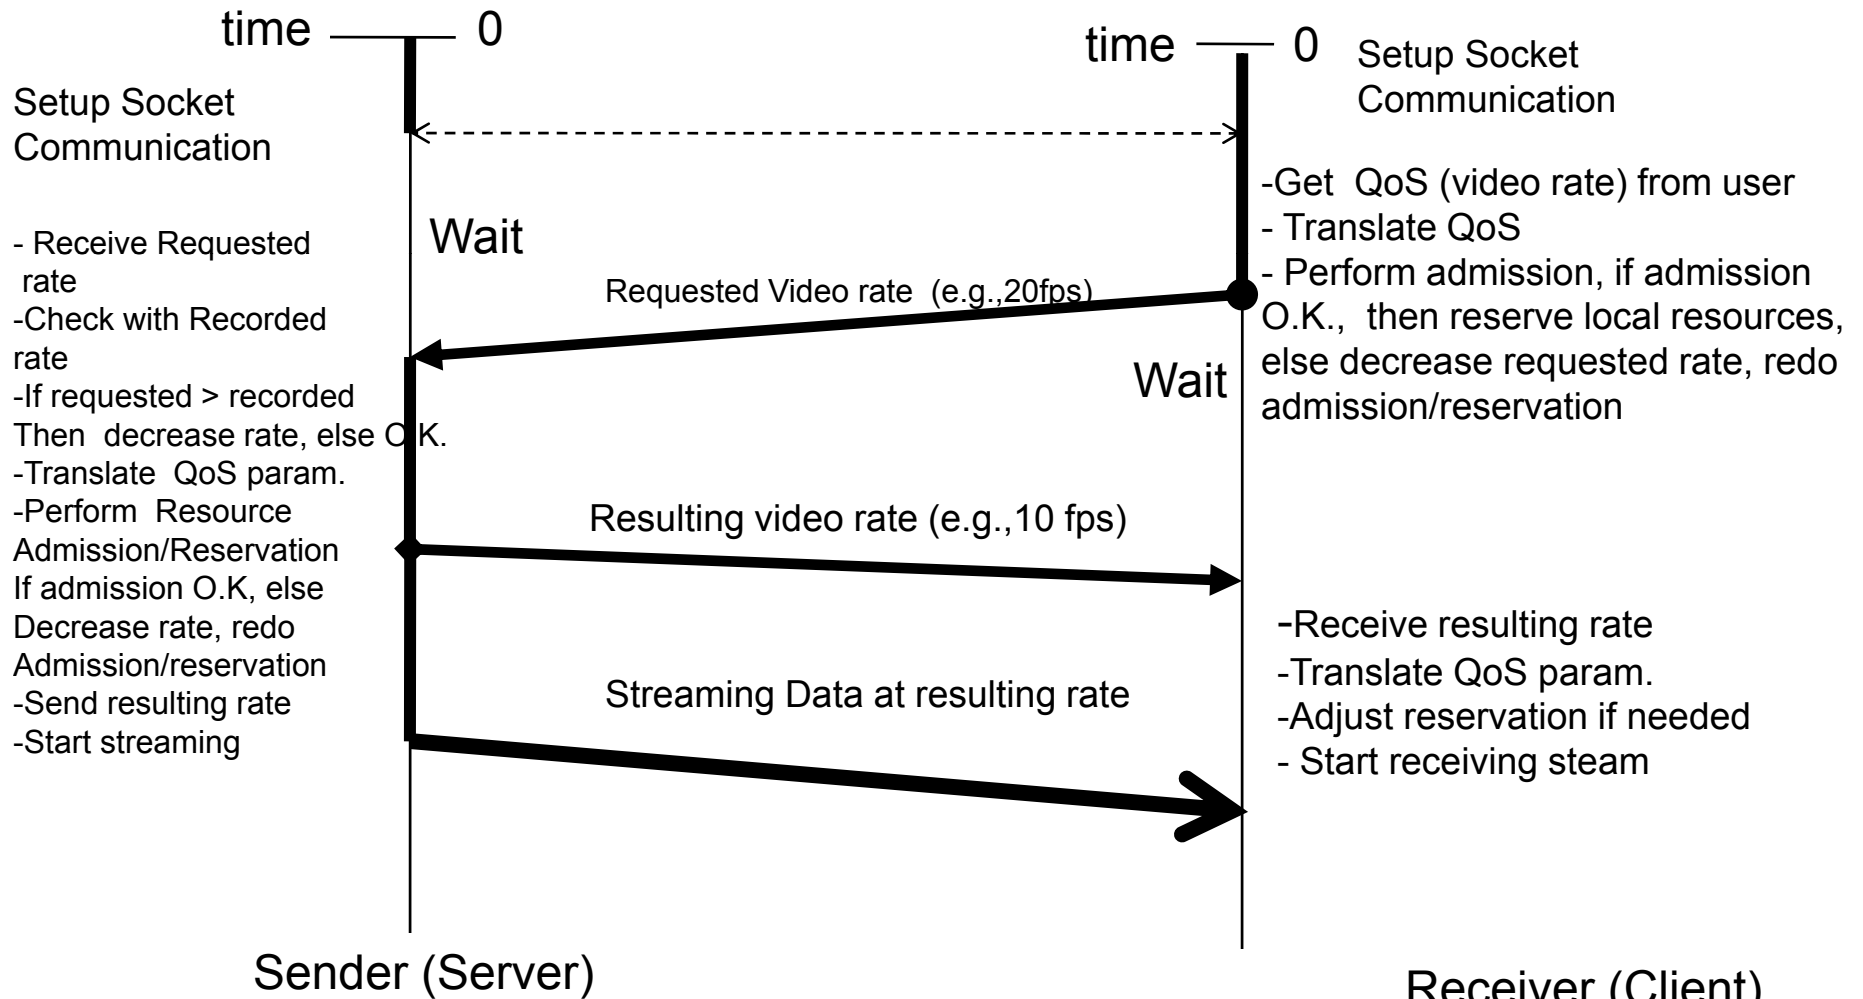 time 0
time 0
Setup Socket
Communication
Setup Socket
Communication
-Get QoS (video rate) from user
- Translate QoS
- Perform admission, if admission
O.K., then reserve local resources,
else decrease requested rate, redo
admission/reservation
Wait
Requested Video rate (e.g.,20fps)
Wait
- Receive Requested
rate
-Check with Recorded
rate
-If requested > recorded
Then decrease rate, else O.K.
-Translate QoS param.
-Perform Resource
Admission/Reservation
If admission O.K, else
Decrease rate, redo
Admission/reservation
-Send resulting rate
-Start streaming
Resulting video rate (e.g.,10 fps)
Streaming Data at resulting rate
-Receive resulting rate
-Translate QoS param.
-Adjust reservation if needed
- Start receiving steam
Sender (Server)
Receiver (Client)